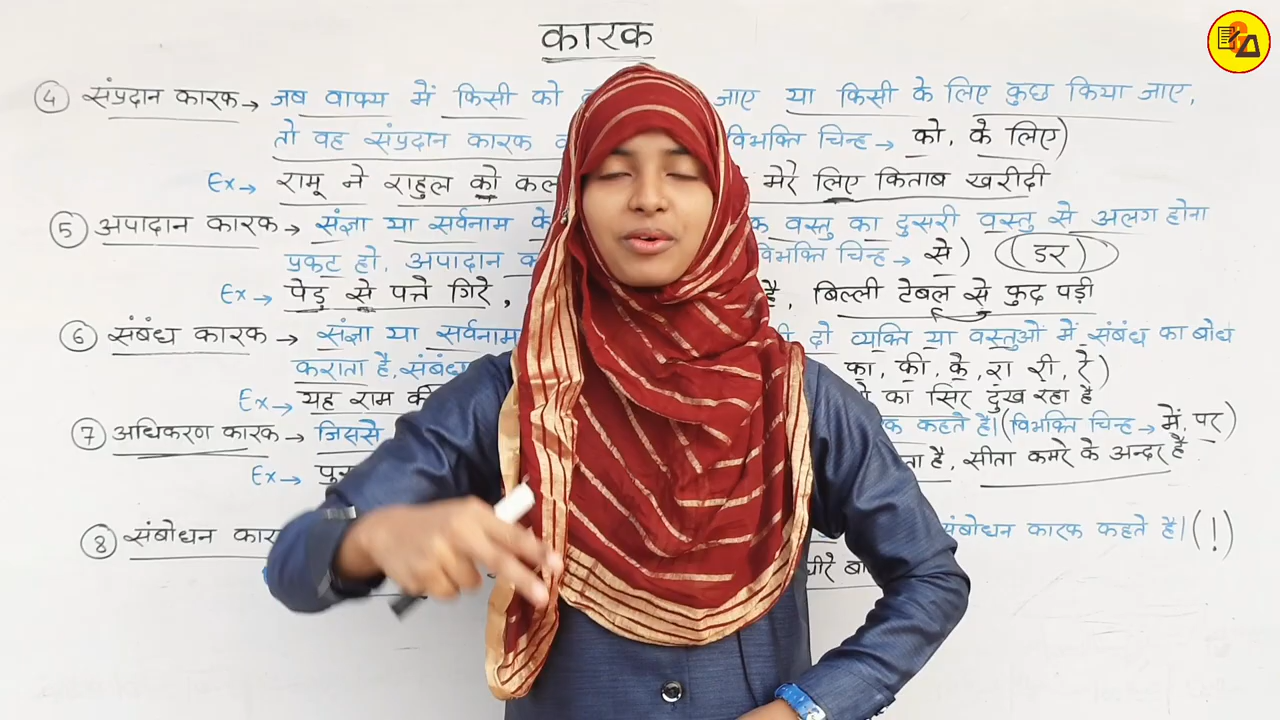 कारक
④ संप्रदान कारक → जब वाक्य में किसी को जाए या किसी के लिए कुछ किया जाए,
तो वह संप्रदान कारक विभक्ति चिन्ह → को, के लिए)
Ex → रामू ने राहुल को कल मेरे लिए किताब खरीदी
⑤ अपादान कारक → संज्ञा या सर्वनाम के वस्तु का दुसरी वस्तु से अलग होना
प्रकट हो, अपादान विभक्ति चिन्ह → से) (डर)
Ex → पेड़ से पत्ते गिरे, है, बिल्ली टेबल से कुद पड़ी
⑥ संबंध कारक → संज्ञा या सर्वनाम दो व्यक्ति या वस्तुओं में संबंध का बोध
कराता है, संबंध का, की, के, रा री, रे)
Ex → यह राम की का सिर दुख रहा है
⑦ अधिकरण कारक → जिससे कहते है। (विभक्ति चिन्ह → में, पर)
Ex → है, सीता कमरे के अन्दर है
⑧ संबोधन संबोधन कारक कहते है। (!)